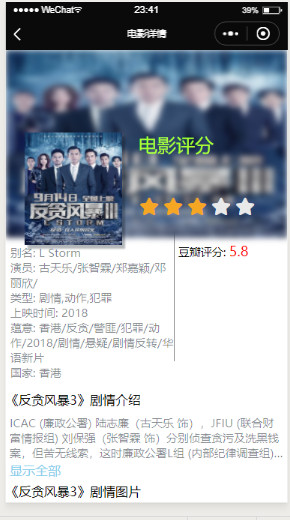 WeChat
23:41
39%
电影详情
电影评分
9月14日 全国上映
反贪风暴III
L STORM
别名: L Storm
演员: 古天乐/张智霖/郑嘉颖/邓
丽欣/
类型: 剧情,动作,犯罪
上映时间: 2018
蕴意: 香港/反贪/警匪/犯罪/动
作/2018/剧情/悬疑/剧情反转/华
语新片
国家: 香港
豆瓣评分: 5.8
《反贪风暴3》剧情介绍
ICAC (廉政公署) 陆志廉（古天乐 饰），JFIU (联合财
富情报组) 刘保强（张智霖 饰）分别侦查贪污及洗黑钱
案，但苦无线索，这时廉政公署L组 (内部纪律调查组)...
显示全部
《反贪风暴3》剧情图片